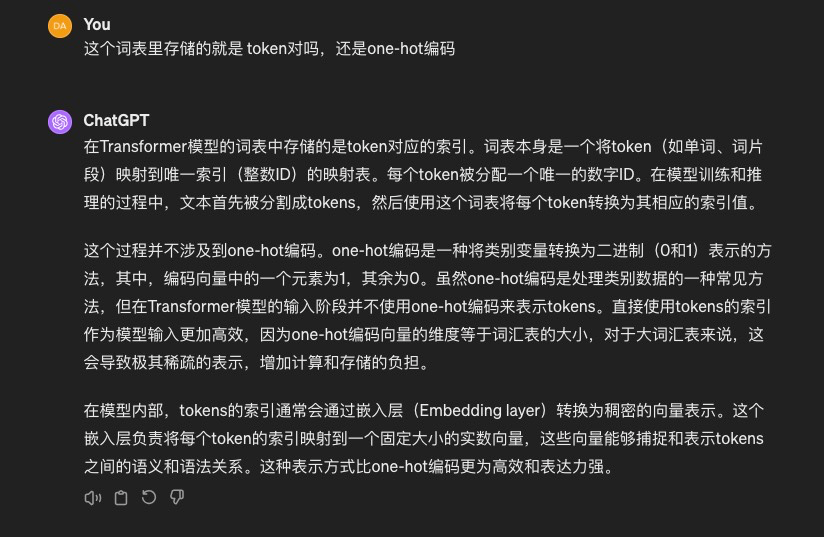 DA
You
这个词表里存储的就是 token对吗，还是one-hot编码
ChatGPT
在Transformer模型的词表中存储的是token对应的索引。词表本身是一个将token（如单词、词片
段）映射到唯一索引（整数ID）的映射表。每个token被分配一个唯一的数字ID。在模型训练和推
理的过程中，文本首先被分割成tokens，然后使用这个词表将每个token转换为其相应的索引值。
这个过程并不涉及到one-hot编码。one-hot编码是一种将类别变量转换为二进制（0和1）表示的方
法，其中，编码向量中的一个元素为1，其余为0。虽然one-hot编码是处理类别数据的一种常见方
法，但在Transformer模型的输入阶段并不使用one-hot编码来表示tokens。直接使用tokens的索引
作为模型输入更加高效，因为one-hot编码向量的维度等于词汇表的大小，对于大词汇表来说，这
会导致极其稀疏的表示，增加计算和存储的负担。
在模型内部，tokens的索引通常会通过嵌入层（Embedding layer）转换为稠密的向量表示。这个
嵌入层负责将每个token的索引映射到一个固定大小的实数向量，这些向量能够捕捉和表示tokens
之间的语义和语法关系。这种表示方式比one-hot编码更为高效和表达力强。